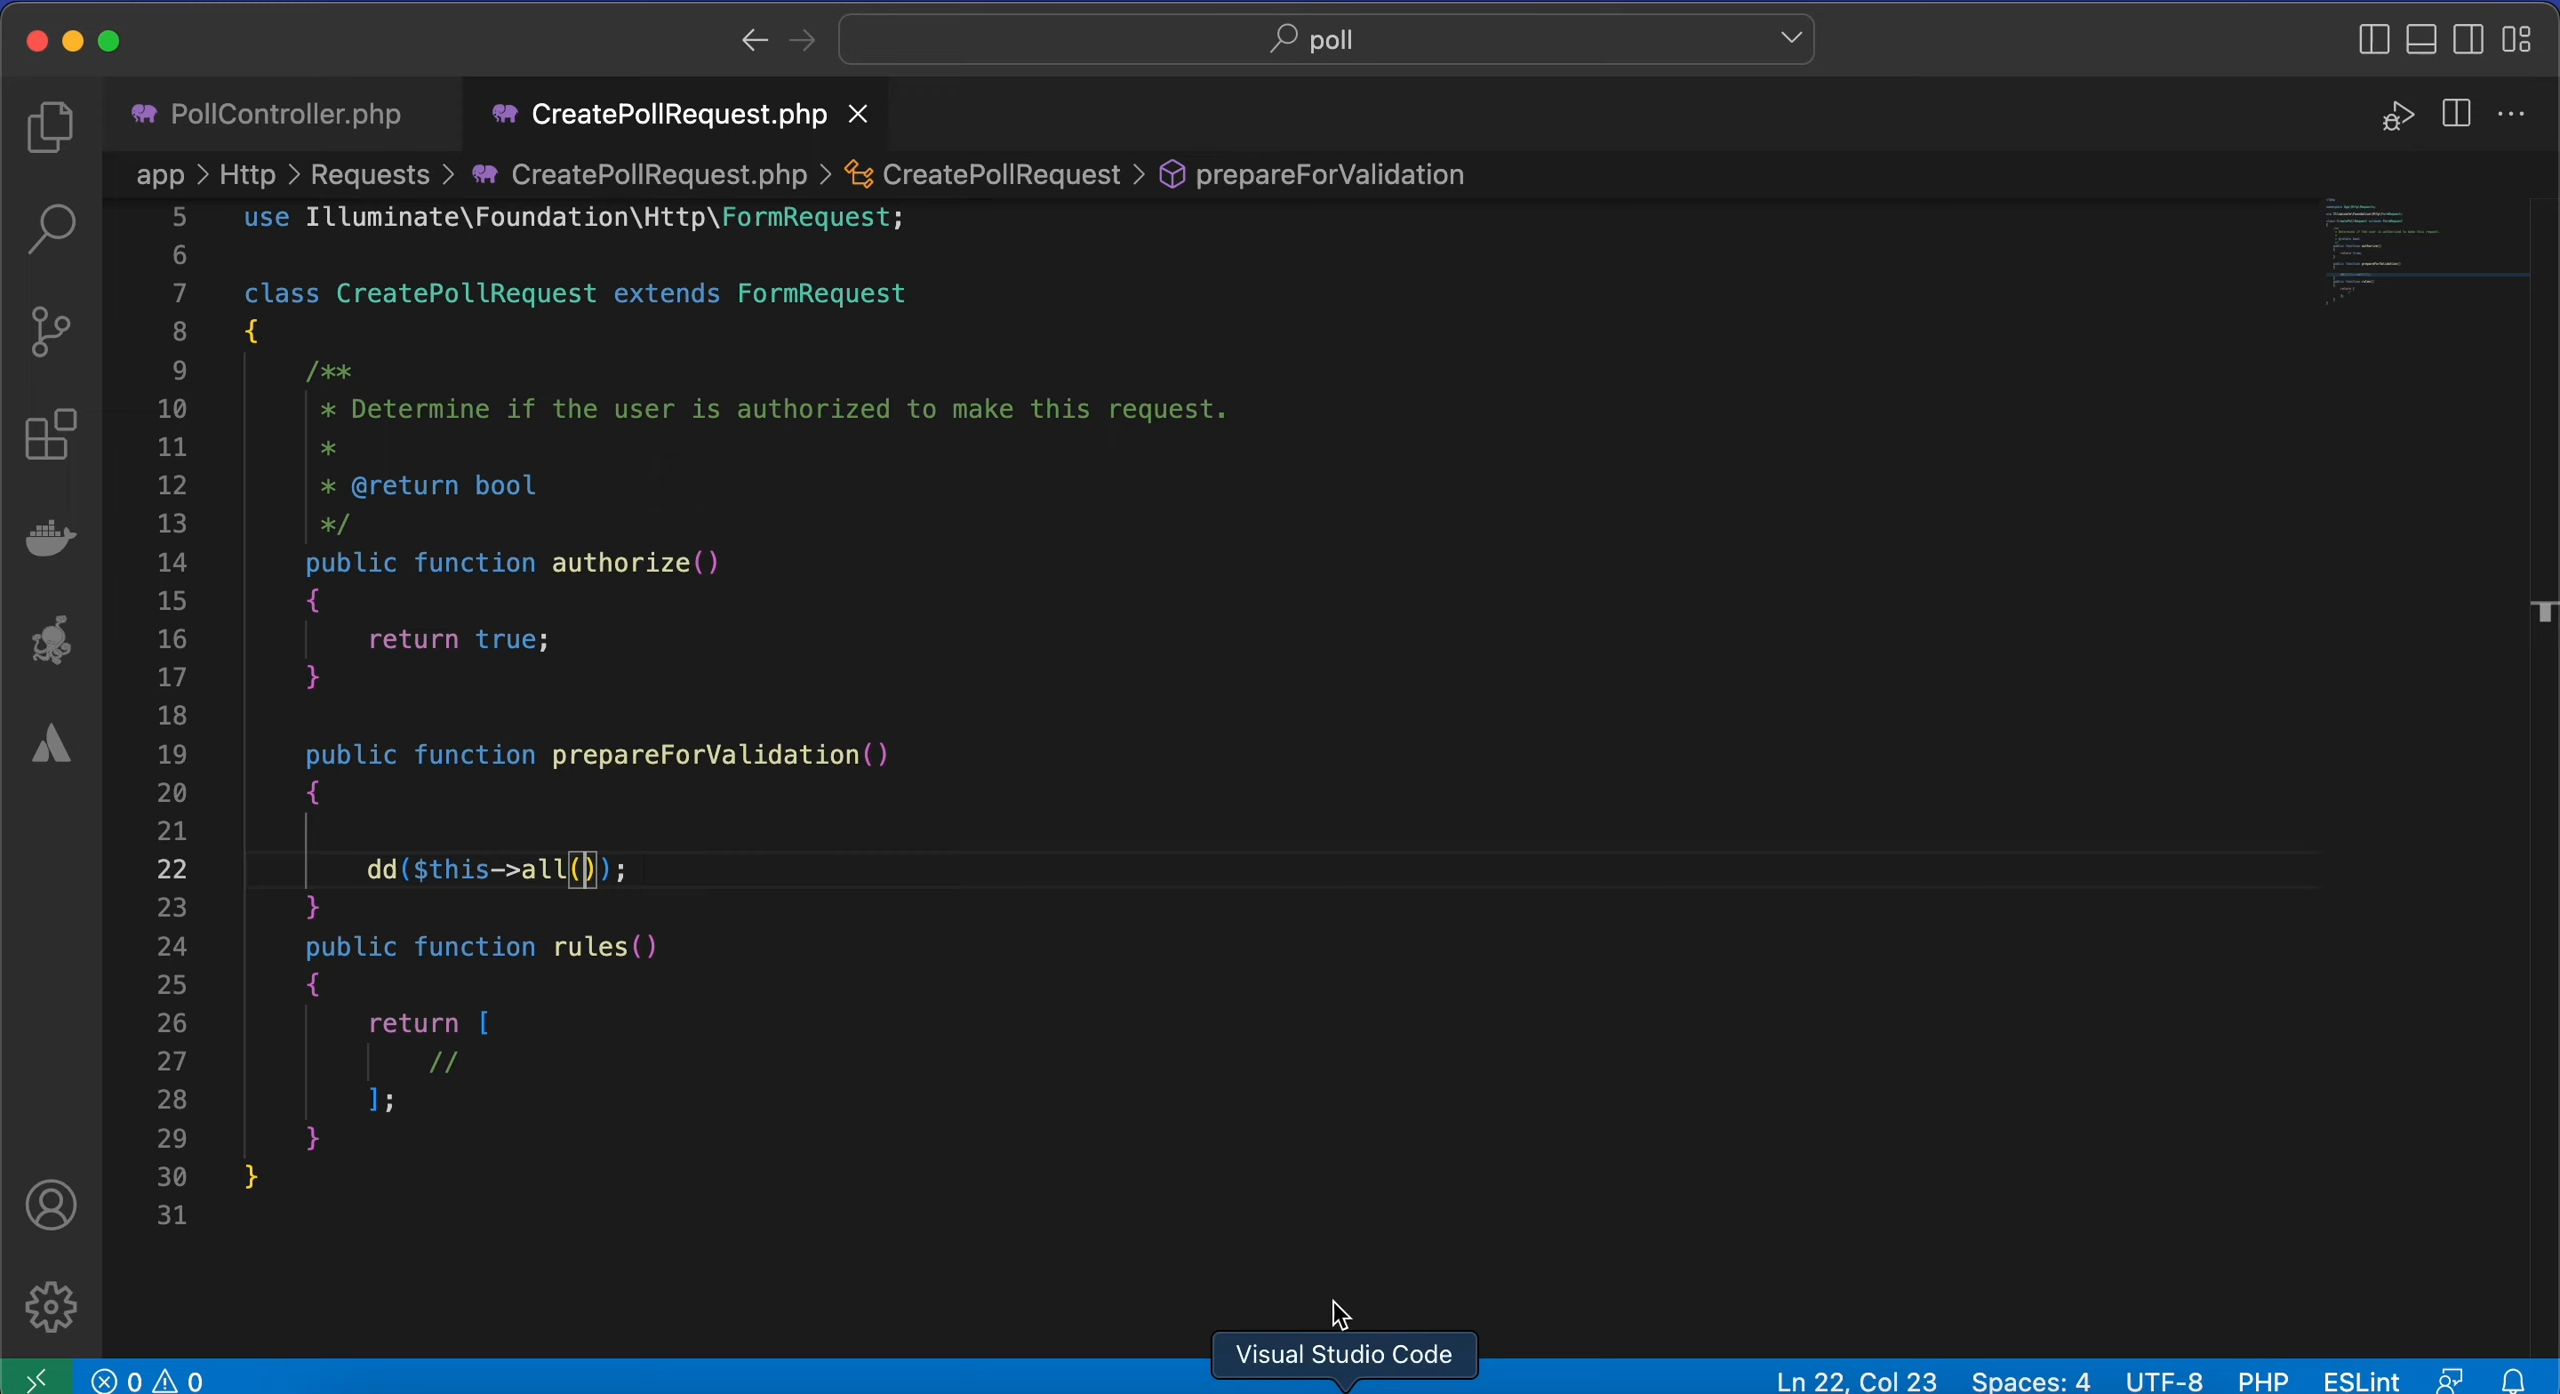 poll
PollController.php
CreatePollRequest.php
app > Http > Requests > CreatePollRequest.php > CreatePollRequest > prepareForValidation
5 use Illuminate\Foundation\Http\FormRequest;
6
7 class CreatePollRequest extends FormRequest
8 {
9 /**
10 * Determine if the user is authorized to make this request.
11 *
12 * @return bool
13 */
14 public function authorize()
15 {
16 return true;
17 }
18
19 public function prepareForValidation()
20 {
21
22 dd($this->all());
23 }
24 public function rules()
25 {
26 return [
27 //
28 ];
29 }
30 }
31
Visual Studio Code
0 0 Ln 22, Col 23 Spaces: 4 UTF-8 PHP ESLint